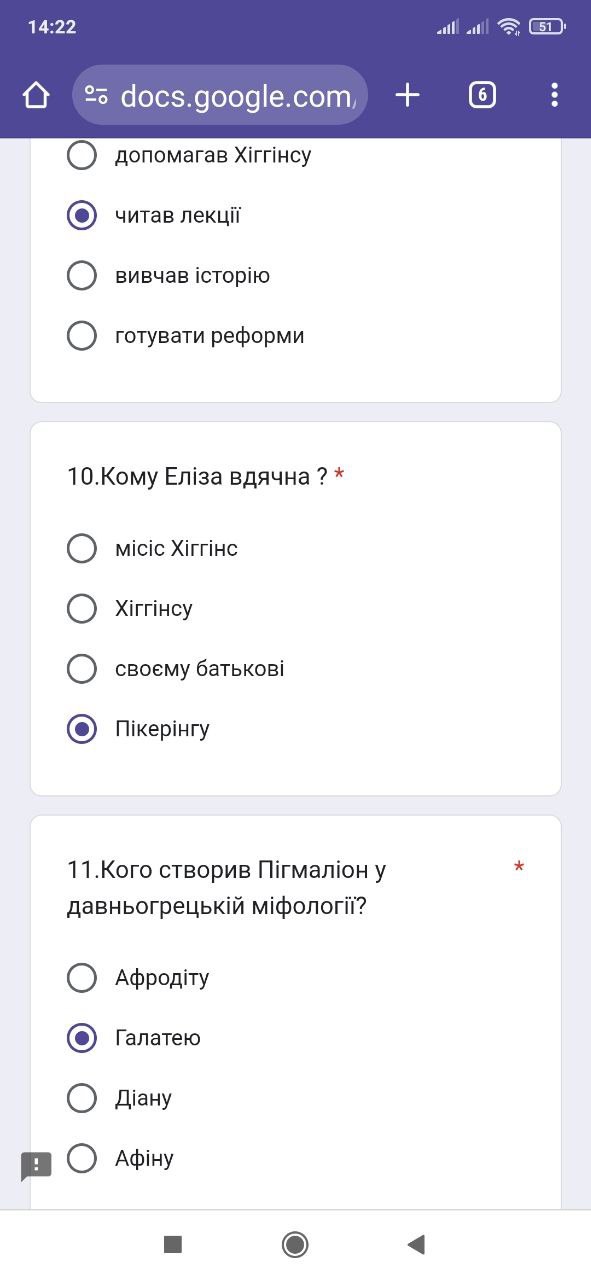 14:22
51
docs.google.com
6
допомагав Хіггінсу
читав лекції
вивчав історію
готувати реформи
10.Кому Еліза вдячна ? *
місіс Хіггінс
Хіггінсу
своєму батькові
Пікерінгу
11.Кого створив Пігмаліон у *
давньогрецькій міфології?
Афродіту
Галатею
Діану
Афіну